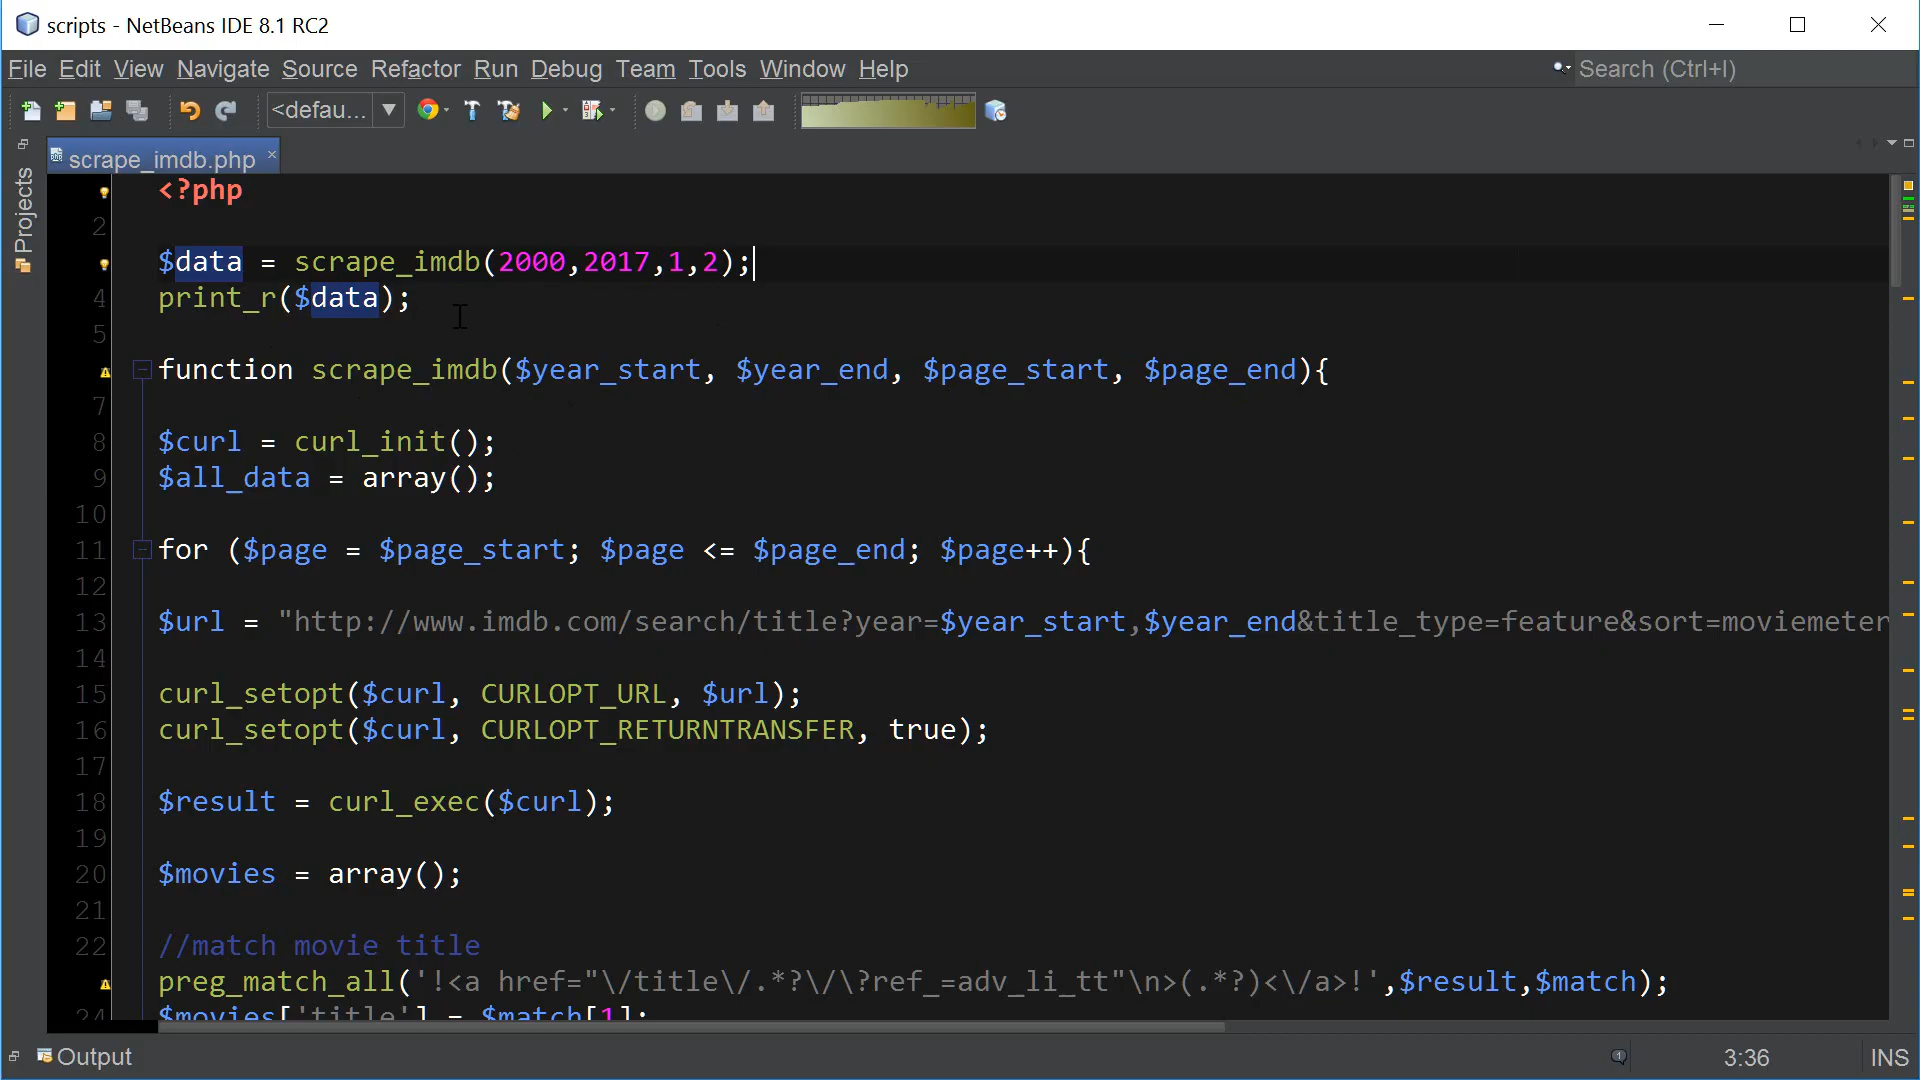 scripts - NetBeans IDE 8.1 RC2
File Edit View Navigate Source Refactor Run Debug Team Tools Window Help Search (Ctrl+I)
<defau...
scrape_imdb.php
Projects
<?php
2
$data = scrape_imdb(2000,2017,1,2);
4 print_r($data);
5
function scrape_imdb($year_start, $year_end, $page_start, $page_end){
7
8 $curl = curl_init();
9 $all_data = array();
10
11 for ($page = $page_start; $page <= $page_end; $page++){
12
13 $url = "http://www.imdb.com/search/title?year=$year_start,$year_end&title_type=feature&sort=moviemeter
14
15 curl_setopt($curl, CURLOPT_URL, $url);
16 curl_setopt($curl, CURLOPT_RETURNTRANSFER, true);
17
18 $result = curl_exec($curl);
19
20 $movies = array();
21
22 //match movie title
preg_match_all('!<a href="\/title\/.*?\/\?ref_=adv_li_tt"\n>(.*?)<\/a>!',$result,$match);
24 $movies['title'] = $match[1];
Output
3:36
INS